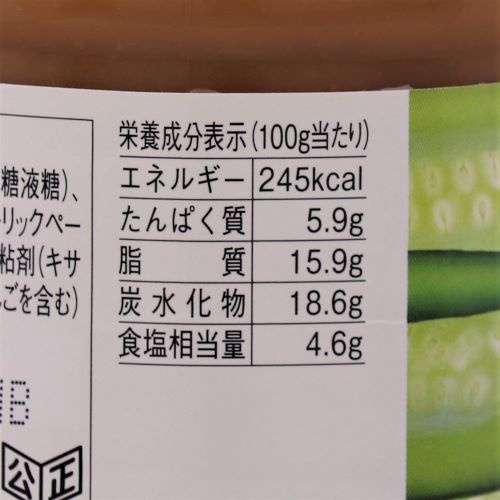 糖液糖)、
リックペー
粘剤(キサ
ごを含む)
栄養成分表示(100g当たり)
エネルギー 245kcal
たんぱく質 5.9g
脂質 15.9g
炭水化物 18.6g
食塩相当量 4.6g
B
公正